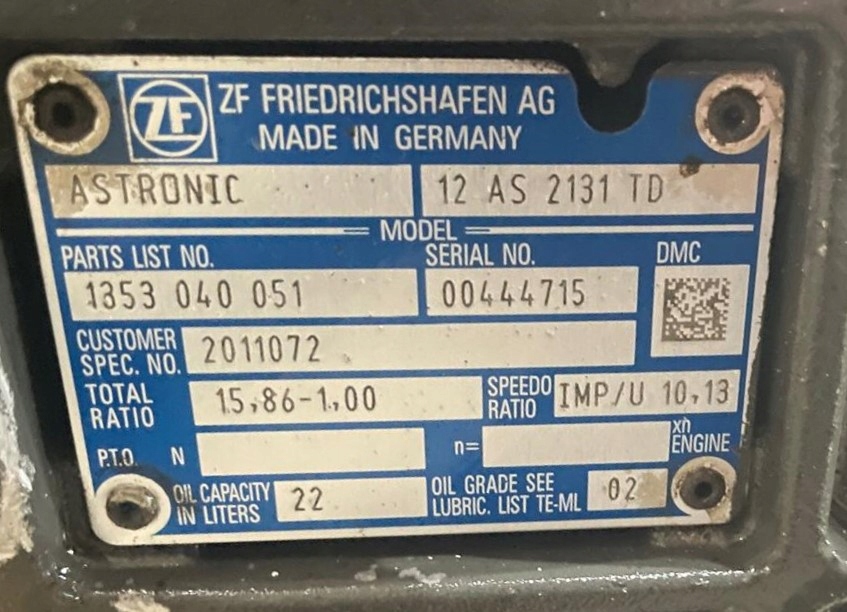 ZF
ZF FRIEDRICHSHAFEN AG
MADE IN GERMANY
ASTRONIC 12 AS 2131 TD
MODEL
PARTS LIST NO. SERIAL NO. DMC
1353 040 051 00444715
CUSTOMER SPEC. NO. 2011072
TOTAL RATIO 15,86-1,00 SPEEDO RATIO IMP/U 10,13
P.T.O. N n= xn ENGINE
OIL CAPACITY IN LITERS 22 OIL GRADE SEE LUBRIC. LIST TE-ML 02